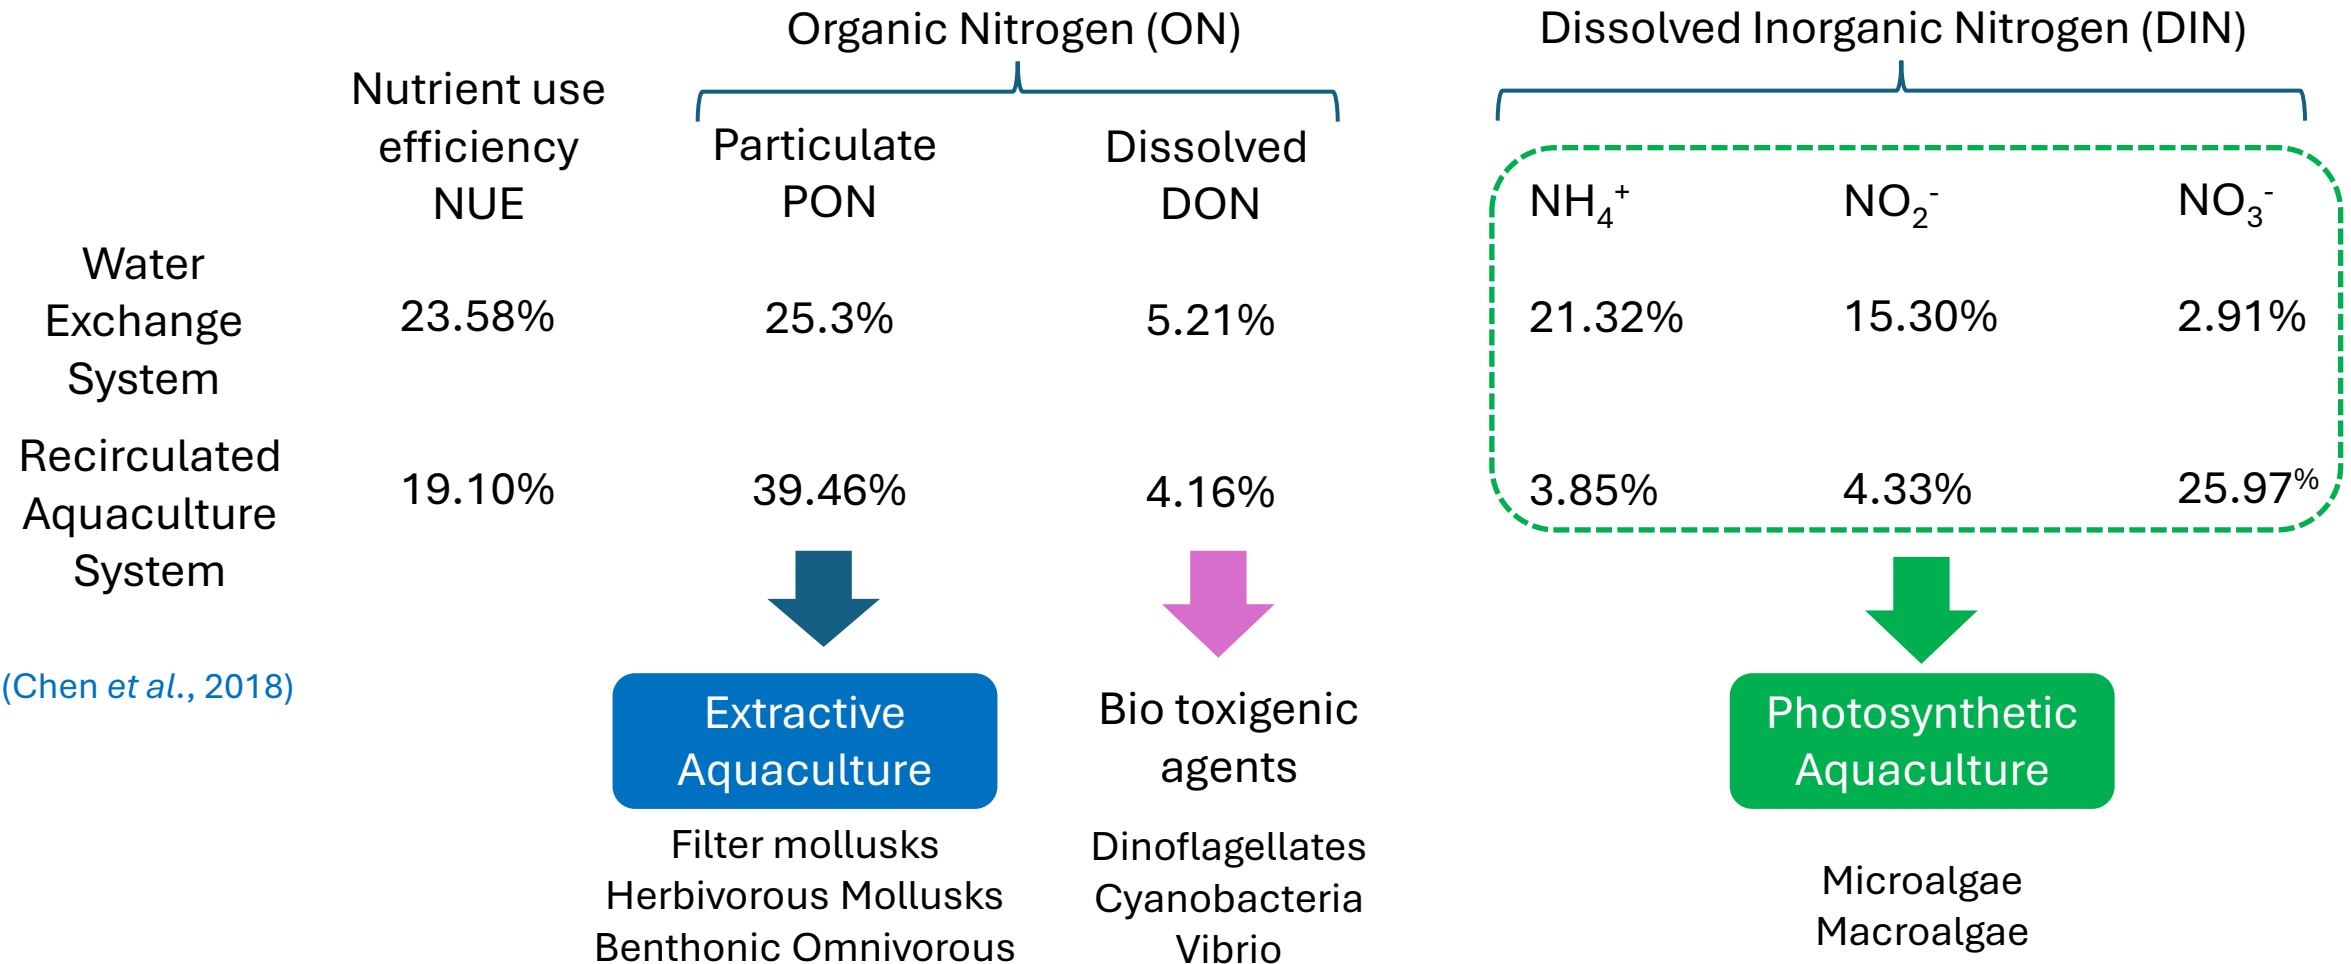 Organic Nitrogen (ON)
Dissolved Inorganic Nitrogen (DIN)
Nutrient use
efficiency
NUE
Particulate
PON
Dissolved
DON
NH₄⁺
NO₂⁻
NO₃⁻
Water
Exchange
System
23.58%
25.3%
5.21%
21.32%
15.30%
2.91%
Recirculated
Aquaculture
System
19.10%
39.46%
4.16%
3.85%
4.33%
25.97%
(Chen et al., 2018)
Extractive
Aquaculture
Filter mollusks
Herbivorous Mollusks
Benthonic Omnivorous
Bio toxigenic
agents
Dinoflagellates
Cyanobacteria
Vibrio
Photosynthetic
Aquaculture
Microalgae
Macroalgae